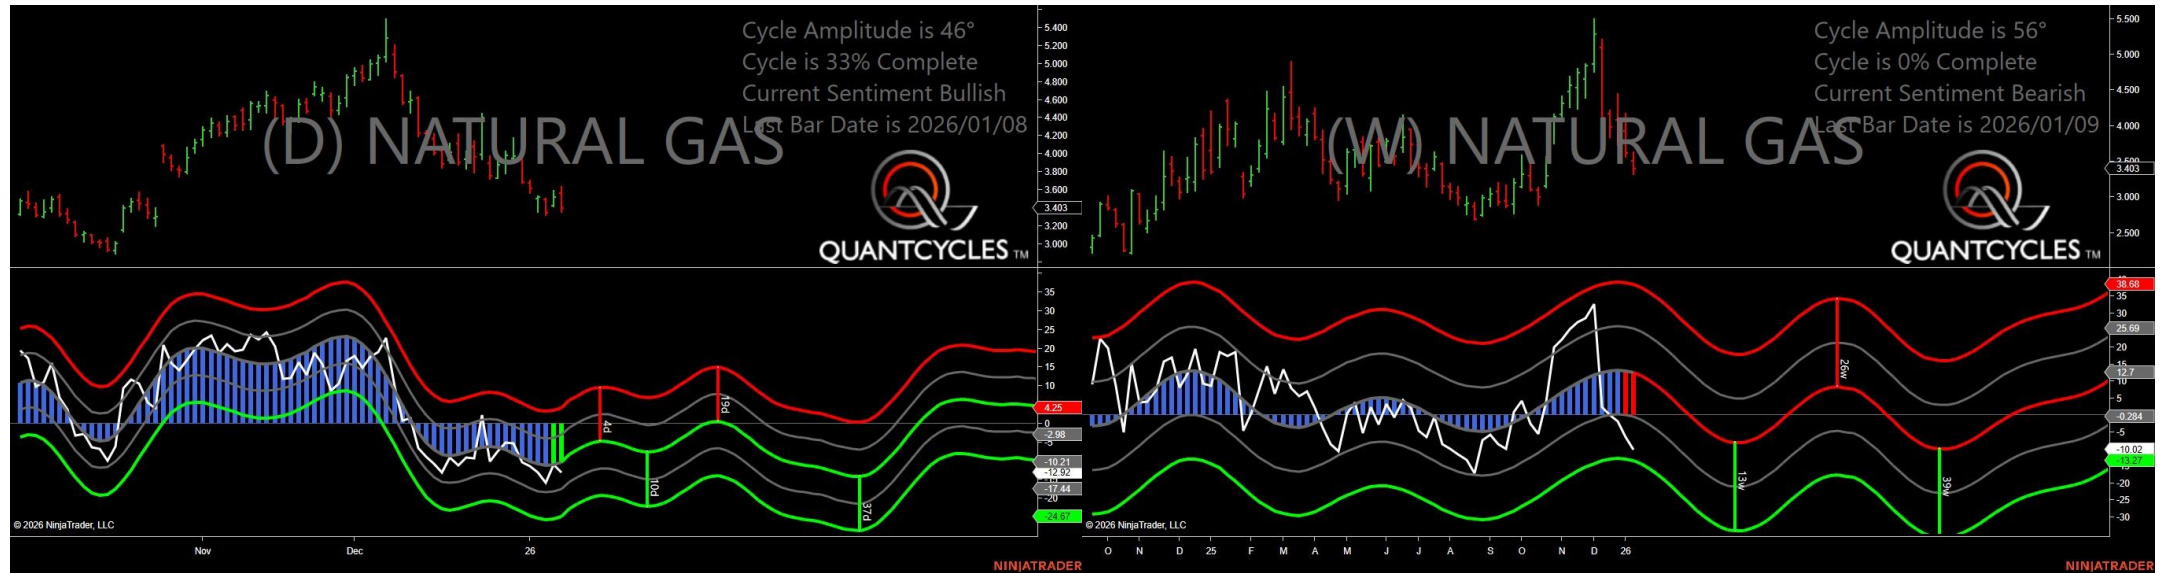 Cycle Amplitude is 46°
Cycle is 33% Complete
Current Sentiment Bullish
Last Bar Date is 2026/01/08
(D) NATURAL GAS
QUANTCYCLES TM
5.400
5.200
5.000
4.800
4.600
4.400
4.200
4.000
3.800
3.600
3.403
3.200
3.000
35
30
25
20
15
10
4.25
0
-2.98
-5
-10.21
-12.92
-17.44
-20
-24.67
4d
10d
19d
37d
© 2026 NinjaTrader, LLC
Nov
Dec
26
NINJATRADER
Cycle Amplitude is 56°
Cycle is 0% Complete
Current Sentiment Bearish
Last Bar Date is 2026/01/09
(W) NATURAL GAS
QUANTCYCLES TM
5.500
5.000
4.500
4.000
3.500
3.403
3.000
2.500
38.68
35
30
25.69
20
15
12.7
10
5
-0.284
-5
-10.02
-13.27
-20
-25
-30
13w
26w
39w
© 2026 NinjaTrader, LLC
O
N
D
25
F
M
A
M
J
J
A
S
O
N
D
26
NINJATRADER